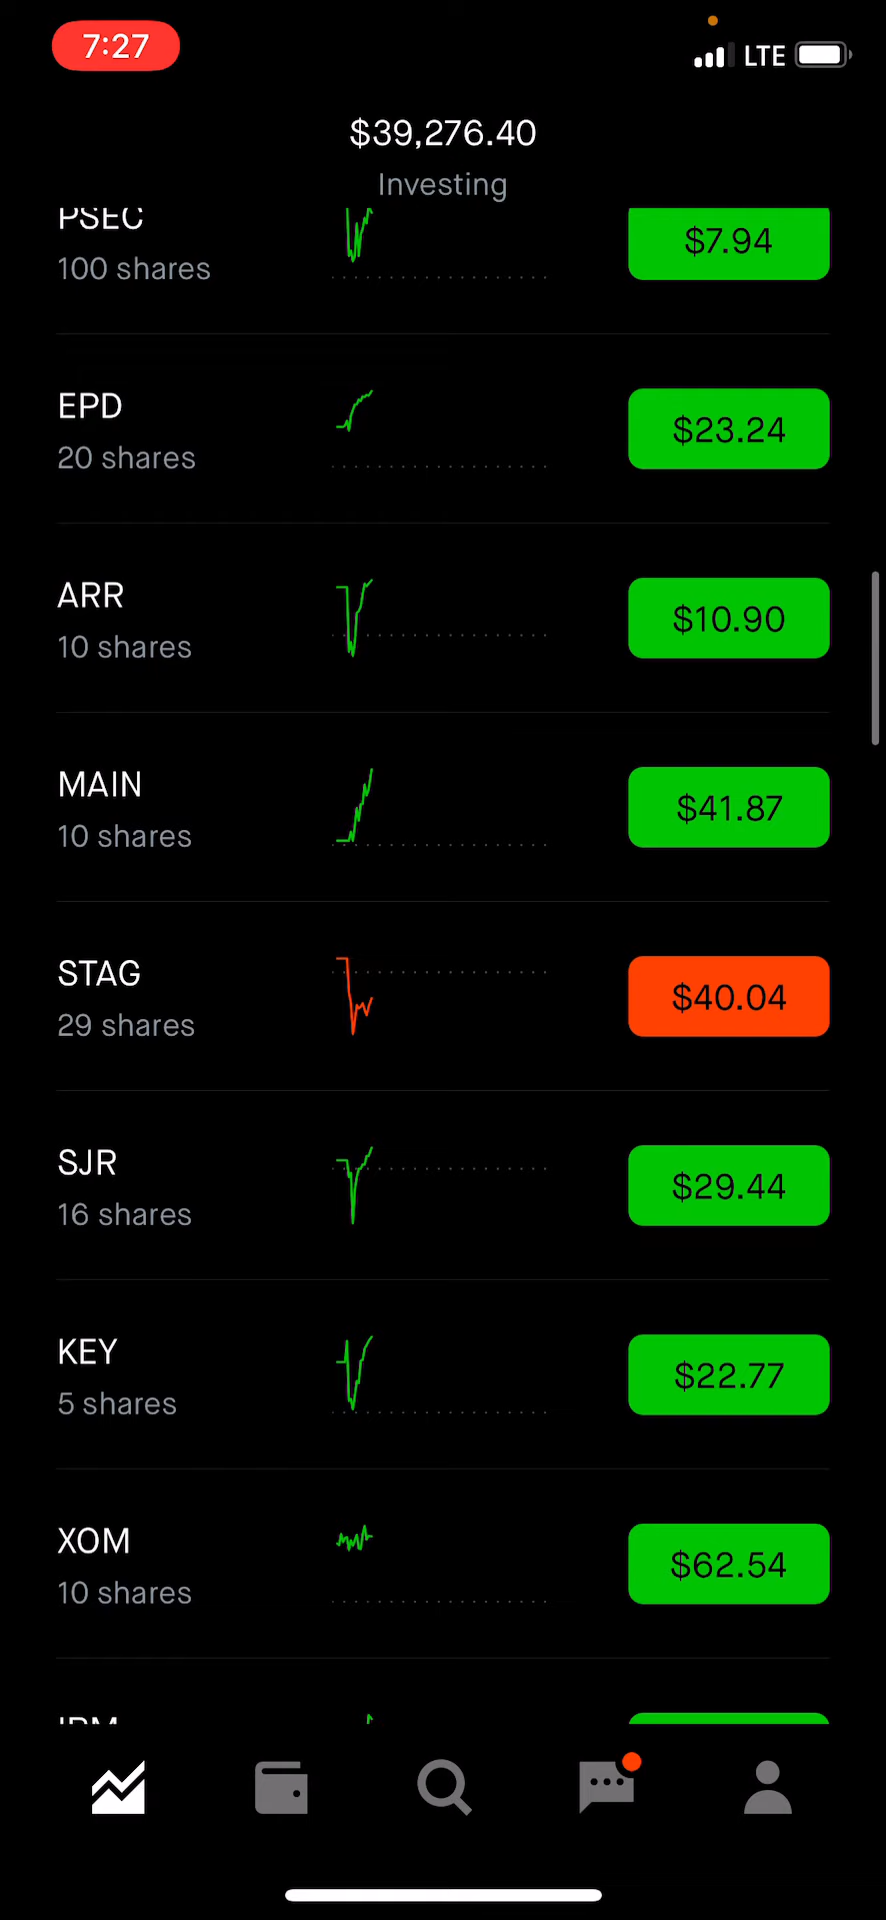 7:27
LTE
$39,276.40
Investing
PSEC
$7.94
100 shares
EPD
$23.24
20 shares
ARR
$10.90
10 shares
MAIN
$41.87
10 shares
STAG
$40.04
29 shares
SJR
$29.44
16 shares
KEY
$22.77
5 shares
XOM
$62.54
10 shares